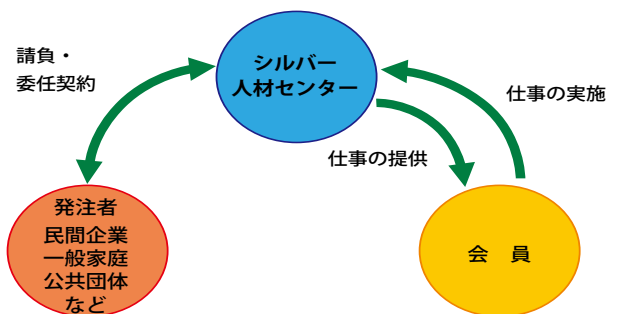 請負・
委任契約
シルバー
人材センター
仕事の実施
仕事の提供
発注者
民間企業
一般家庭
公共団体
など
会　員